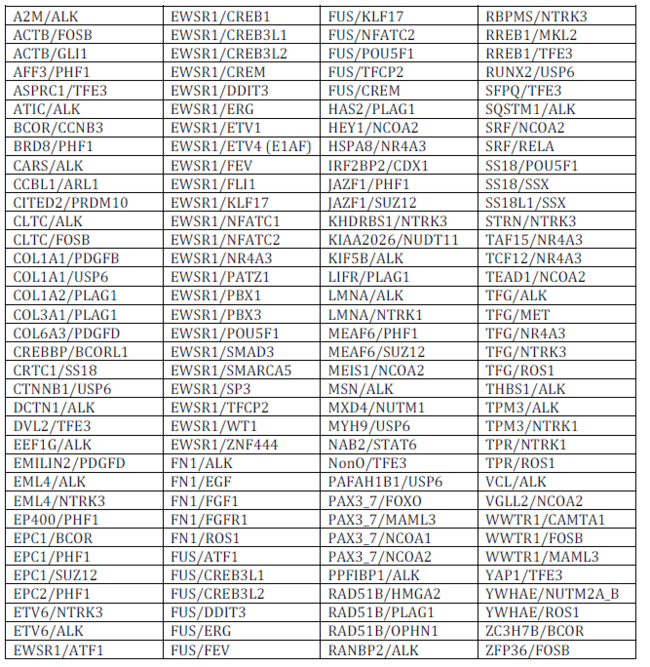 A2M/ALK EWSR1/CREB1 FUS/KLF17 RBPMS/NTRK3
ACTB/FOSB EWSR1/CREB3L1 FUS/NFATC2 RREB1/MKL2
ACTB/GLI1 EWSR1/CREB3L2 FUS/POU5F1 RREB1/TFE3
AFF3/PHF1 EWSR1/CREM FUS/TFCP2 RUNX2/USP6
ASPRC1/TFE3 EWSR1/DDIT3 FUS/CREM SFPQ/TFE3
ATIC/ALK EWSR1/ERG HAS2/PLAG1 SQSTM1/ALK
BCOR/CCNB3 EWSR1/ETV1 HEY1/NCOA2 SRF/NCOA2
BRD8/PHF1 EWSR1/ETV4 (E1AF) HSPA8/NR4A3 SRF/RELA
CARS/ALK EWSR1/FEV IRF2BP2/CDX1 SS18/POU5F1
CCBL1/ARL1 EWSR1/FLI1 JAZF1/PHF1 SS18/SSX
CITED2/PRDM10 EWSR1/KLF17 JAZF1/SUZ12 SS18L1/SSX
CLTC/ALK EWSR1/NFATC1 KHDRBS1/NTRK3 STRN/NTRK3
CLTC/FOSB EWSR1/NFATC2 KIAA2026/NUDT11 TAF15/NR4A3
COL1A1/PDGFB EWSR1/NR4A3 KIF5B/ALK TCF12/NR4A3
COL1A1/USP6 EWSR1/PATZ1 LIFR/PLAG1 TEAD1/NCOA2
COL1A2/PLAG1 EWSR1/PBX1 LMNA/ALK TFG/ALK
COL3A1/PLAG1 EWSR1/PBX3 LMNA/NTRK1 TFG/MET
COL6A3/PDGFD EWSR1/POU5F1 MEAF6/PHF1 TFG/NR4A3
CREBBP/BCORL1 EWSR1/SMAD3 MEAF6/SUZ12 TFG/NTRK3
CRTC1/SS18 EWSR1/SMARCA5 MEIS1/NCOA2 TFG/ROS1
CTNNB1/USP6 EWSR1/SP3 MSN/ALK THBS1/ALK
DCTN1/ALK EWSR1/TFCP2 MXD4/NUTM1 TPM3/ALK
DVL2/TFE3 EWSR1/WT1 MYH9/USP6 TPM3/NTRK1
EEF1G/ALK EWSR1/ZNF444 NAB2/STAT6 TPR/NTRK1
EMILIN2/PDGFD FN1/ALK NonO/TFE3 TPR/ROS1
EML4/ALK FN1/EGF PAFAH1B1/USP6 VCL/ALK
EML4/NTRK3 FN1/FGF1 PAX3_7/FOXO VGLL2/NCOA2
EP400/PHF1 FN1/FGFR1 PAX3_7/MAML3 WWTR1/CAMTA1
EPC1/BCOR FN1/ROS1 PAX3_7/NCOA1 WWTR1/FOSB
EPC1/PHF1 FUS/ATF1 PAX3_7/NCOA2 WWTR1/MAML3
EPC1/SUZ12 FUS/CREB3L1 PPFIBP1/ALK YAP1/TFE3
EPC2/PHF1 FUS/CREB3L2 RAD51B/HMGA2 YWHAE/NUTM2A_B
ETV6/NTRK3 FUS/DDIT3 RAD51B/PLAG1 YWHAE/ROS1
ETV6/ALK FUS/ERG RAD51B/OPHN1 ZC3H7B/BCOR
EWSR1/ATF1 FUS/FEV RANBP2/ALK ZFP36/FOSB